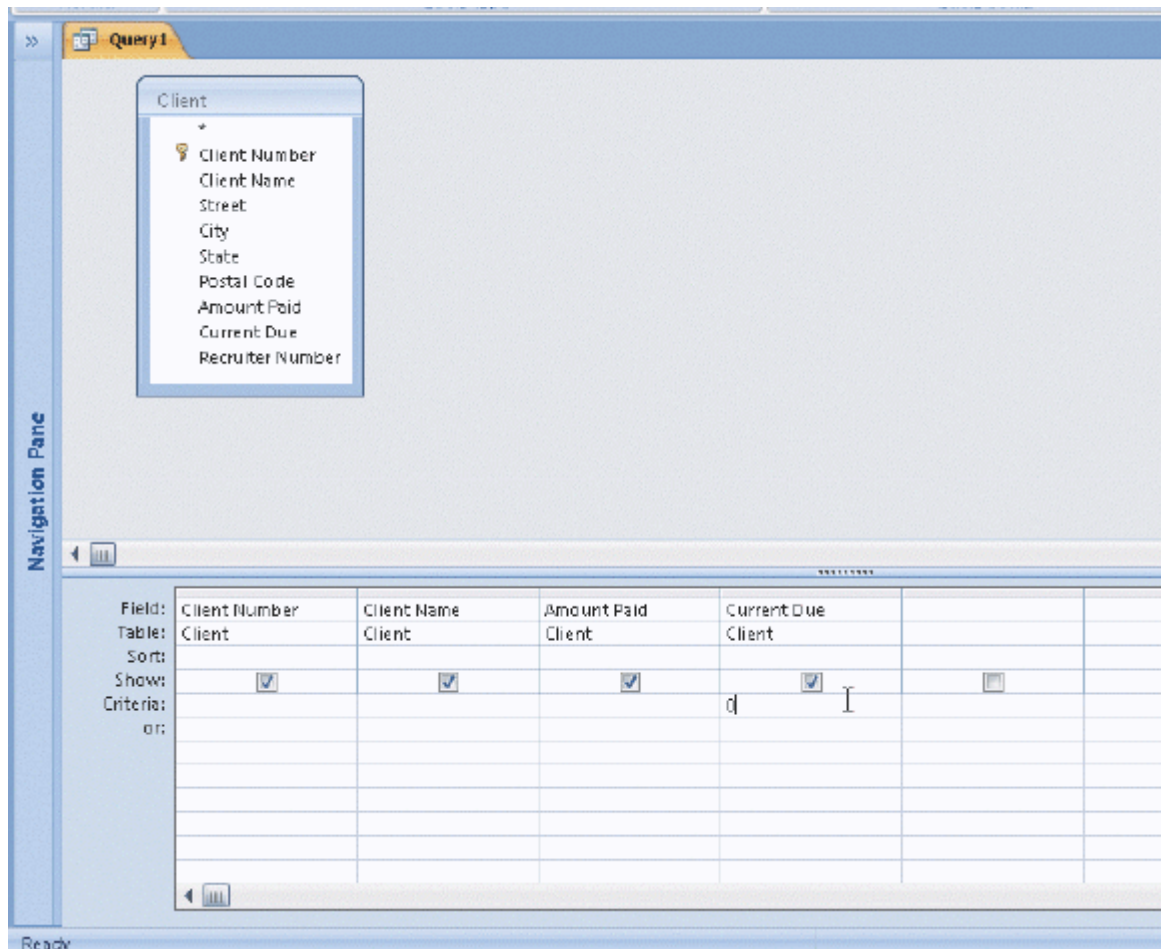 Query1
Client
*
Client Number
Client Name
Street
City
State
Postal Code
Amount Paid
Current Due
Recruiter Number
Navigation Pane
Field: Client Number Client Name Amount Paid Current Due
Table: Client Client Client Client
Sort:
Show:
Criteria: 0
or:
Ready